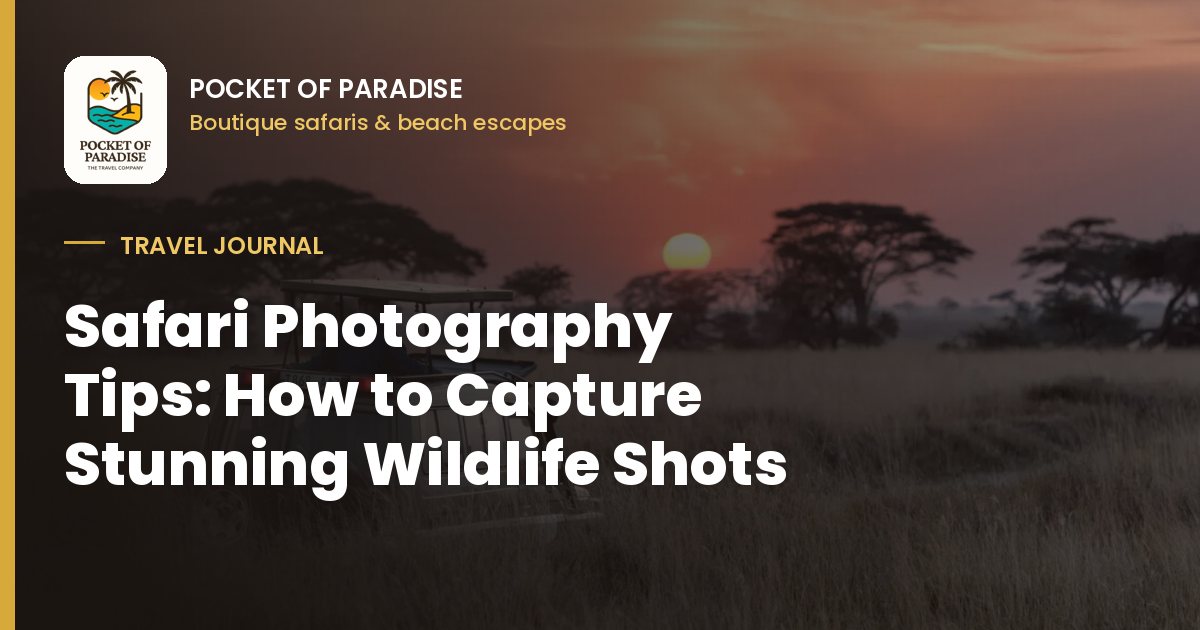 POCKET OF PARADISE
Boutique safaris & beach escapes
POCKET OF
PARADISE
THE TRAVEL COMPANY
TRAVEL JOURNAL
Safari Photography
Tips: How to Capture
Stunning Wildlife Shots